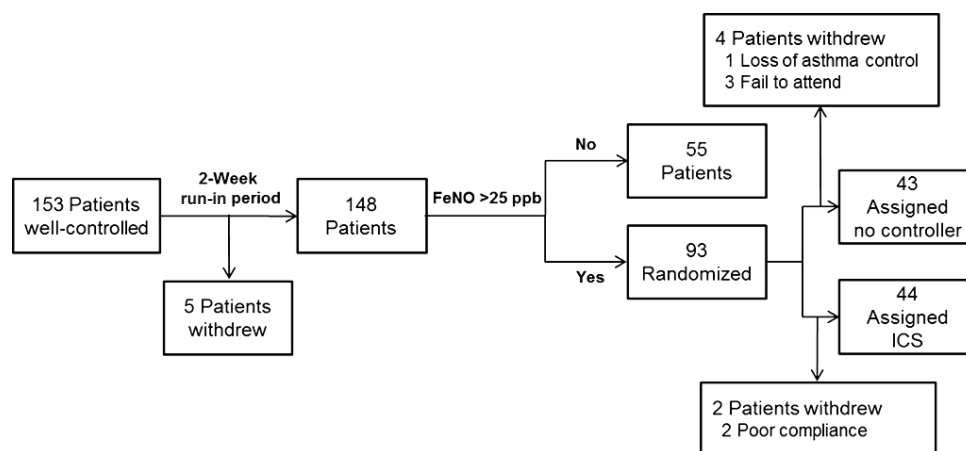 153 Patients
well-controlled
2-Week
run-in period
5 Patients
withdrew
148
Patients
FeNO >25 ppb
No
55
Patients
Yes
93
Randomized
4 Patients withdrew
1 Loss of asthma control
3 Fail to attend
43
Assigned
no controller
44
Assigned
ICS
2 Patients withdrew
2 Poor compliance